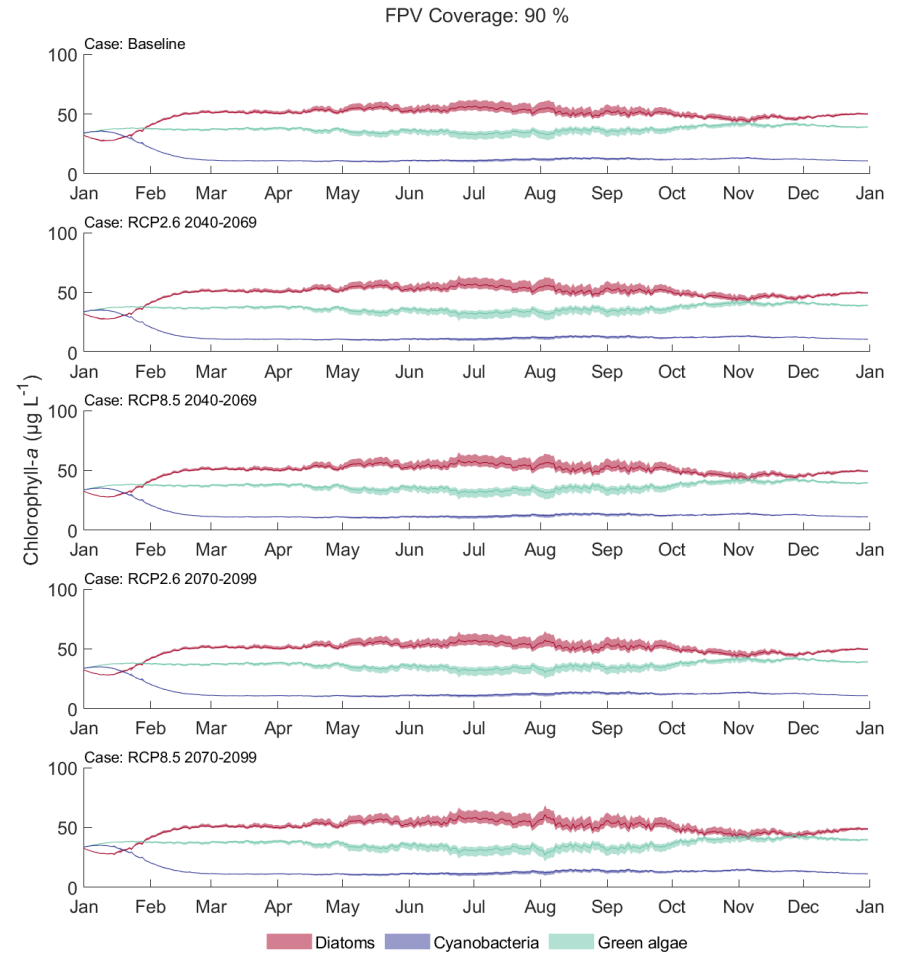 FPV Coverage: 90 %
Chlorophyll-a (µg L⁻¹)
Case: Baseline
100
50
0
Jan Feb Mar Apr May Jun Jul Aug Sep Oct Nov Dec Jan
Case: RCP2.6 2040-2069
100
50
0
Jan Feb Mar Apr May Jun Jul Aug Sep Oct Nov Dec Jan
Case: RCP8.5 2040-2069
100
50
0
Jan Feb Mar Apr May Jun Jul Aug Sep Oct Nov Dec Jan
Case: RCP2.6 2070-2099
100
50
0
Jan Feb Mar Apr May Jun Jul Aug Sep Oct Nov Dec Jan
Case: RCP8.5 2070-2099
100
50
0
Jan Feb Mar Apr May Jun Jul Aug Sep Oct Nov Dec Jan
Diatoms Cyanobacteria Green algae